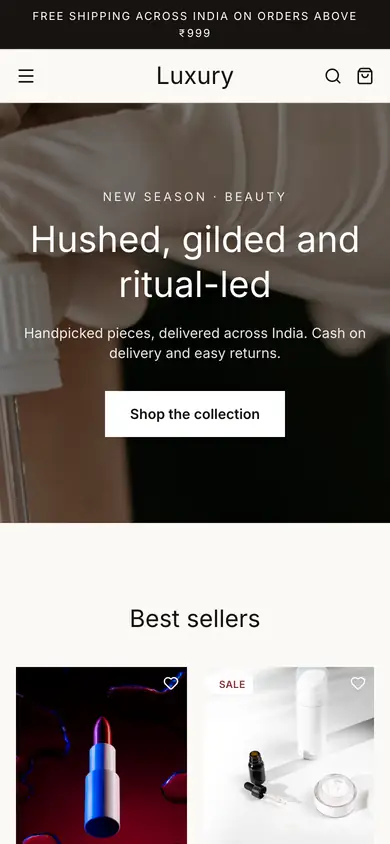 FREE SHIPPING ACROSS INDIA ON ORDERS ABOVE
₹999
Luxury
NEW SEASON · BEAUTY
Hushed, gilded and
ritual-led
Handpicked pieces, delivered across India. Cash on
delivery and easy returns.
Shop the collection
Best sellers
SALE